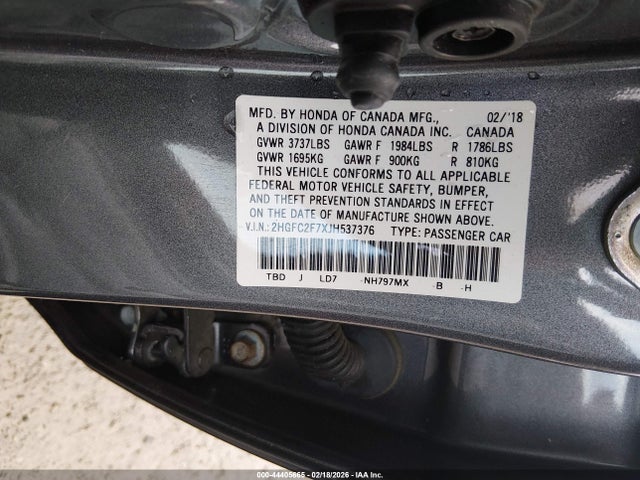 MFD. BY HONDA OF CANADA MFG., 02/'18
A DIVISION OF HONDA CANADA INC. CANADA
GVWR 3737LBS GAWR F 1984LBS R 1786LBS
GVWR 1695KG GAWR F 900KG R 810KG
THIS VEHICLE CONFORMS TO ALL APPLICABLE
FEDERAL MOTOR VEHICLE SAFETY, BUMPER,
AND THEFT PREVENTION STANDARDS IN EFFECT
ON THE DATE OF MANUFACTURE SHOWN ABOVE.
V.I.N.: 2HGFC2F7XJH537376 TYPE: PASSENGER CAR
TBD J LD7 -NH797MX -B -H
000-44405865 - 02/18/2026 - IAA Inc.